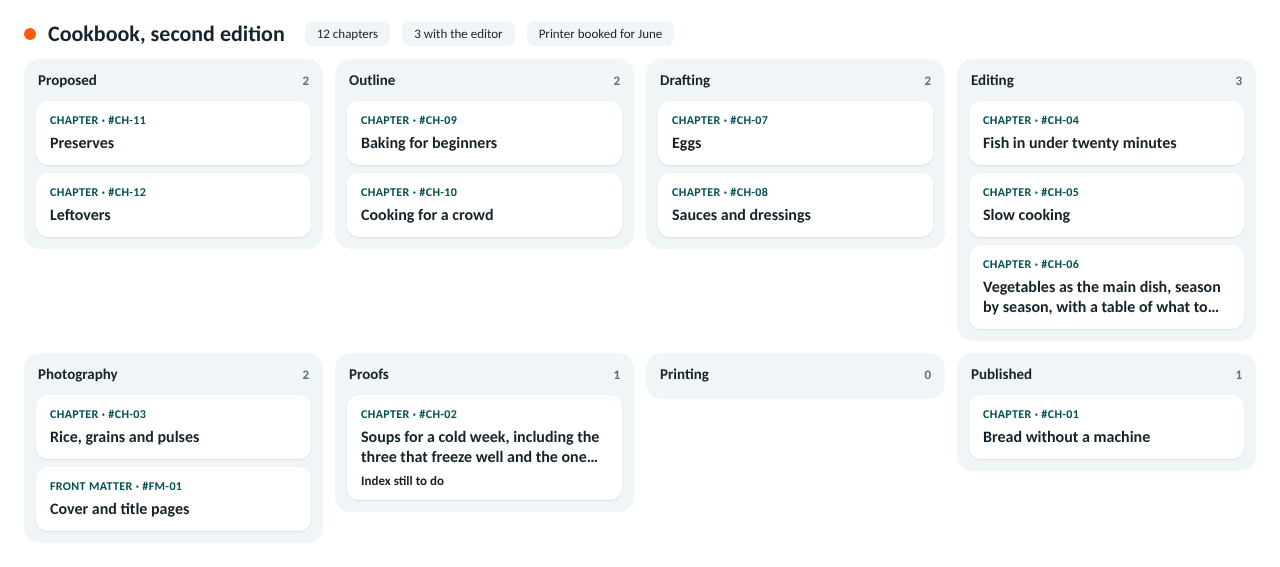 Cookbook, second edition
12 chapters
3 with the editor
Printer booked for June
Proposed 2
CHAPTER · #CH-11
Preserves
CHAPTER · #CH-12
Leftovers
Outline 2
CHAPTER · #CH-09
Baking for beginners
CHAPTER · #CH-10
Cooking for a crowd
Drafting 2
CHAPTER · #CH-07
Eggs
CHAPTER · #CH-08
Sauces and dressings
Editing 3
CHAPTER · #CH-04
Fish in under twenty minutes
CHAPTER · #CH-05
Slow cooking
CHAPTER · #CH-06
Vegetables as the main dish, season
by season, with a table of what to…
Photography 2
CHAPTER · #CH-03
Rice, grains and pulses
FRONT MATTER · #FM-01
Cover and title pages
Proofs 1
CHAPTER · #CH-02
Soups for a cold week, including the
three that freeze well and the one…
Index still to do
Printing 0
Published 1
CHAPTER · #CH-01
Bread without a machine